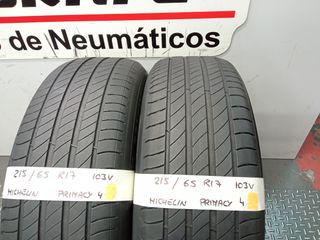 s de Neumáticos
215 / 65 R17 103V
MICHELIN PRIMACY 4
215 / 65 R17 103V
MICHELIN PRIMACY 4